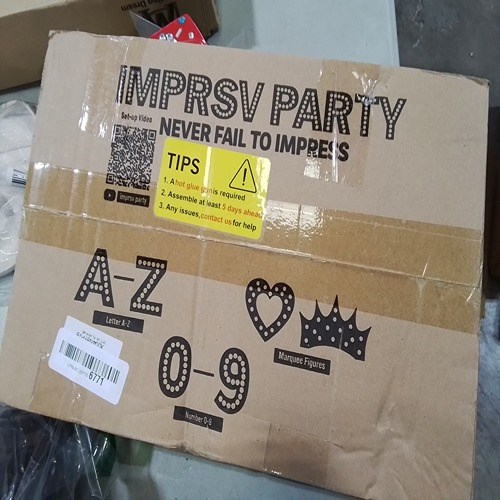 IMPRSV PARTY
NEVER FAIL TO IMPRESS
Set-up Video
imprsv party
TIPS
1. A hot glue gun is required
2. Assemble at least 5 days ahead
3. Any issues, contact us for help
A-Z
Letter A-Z
Marquee Figures
0-9
Number 0-9
6771